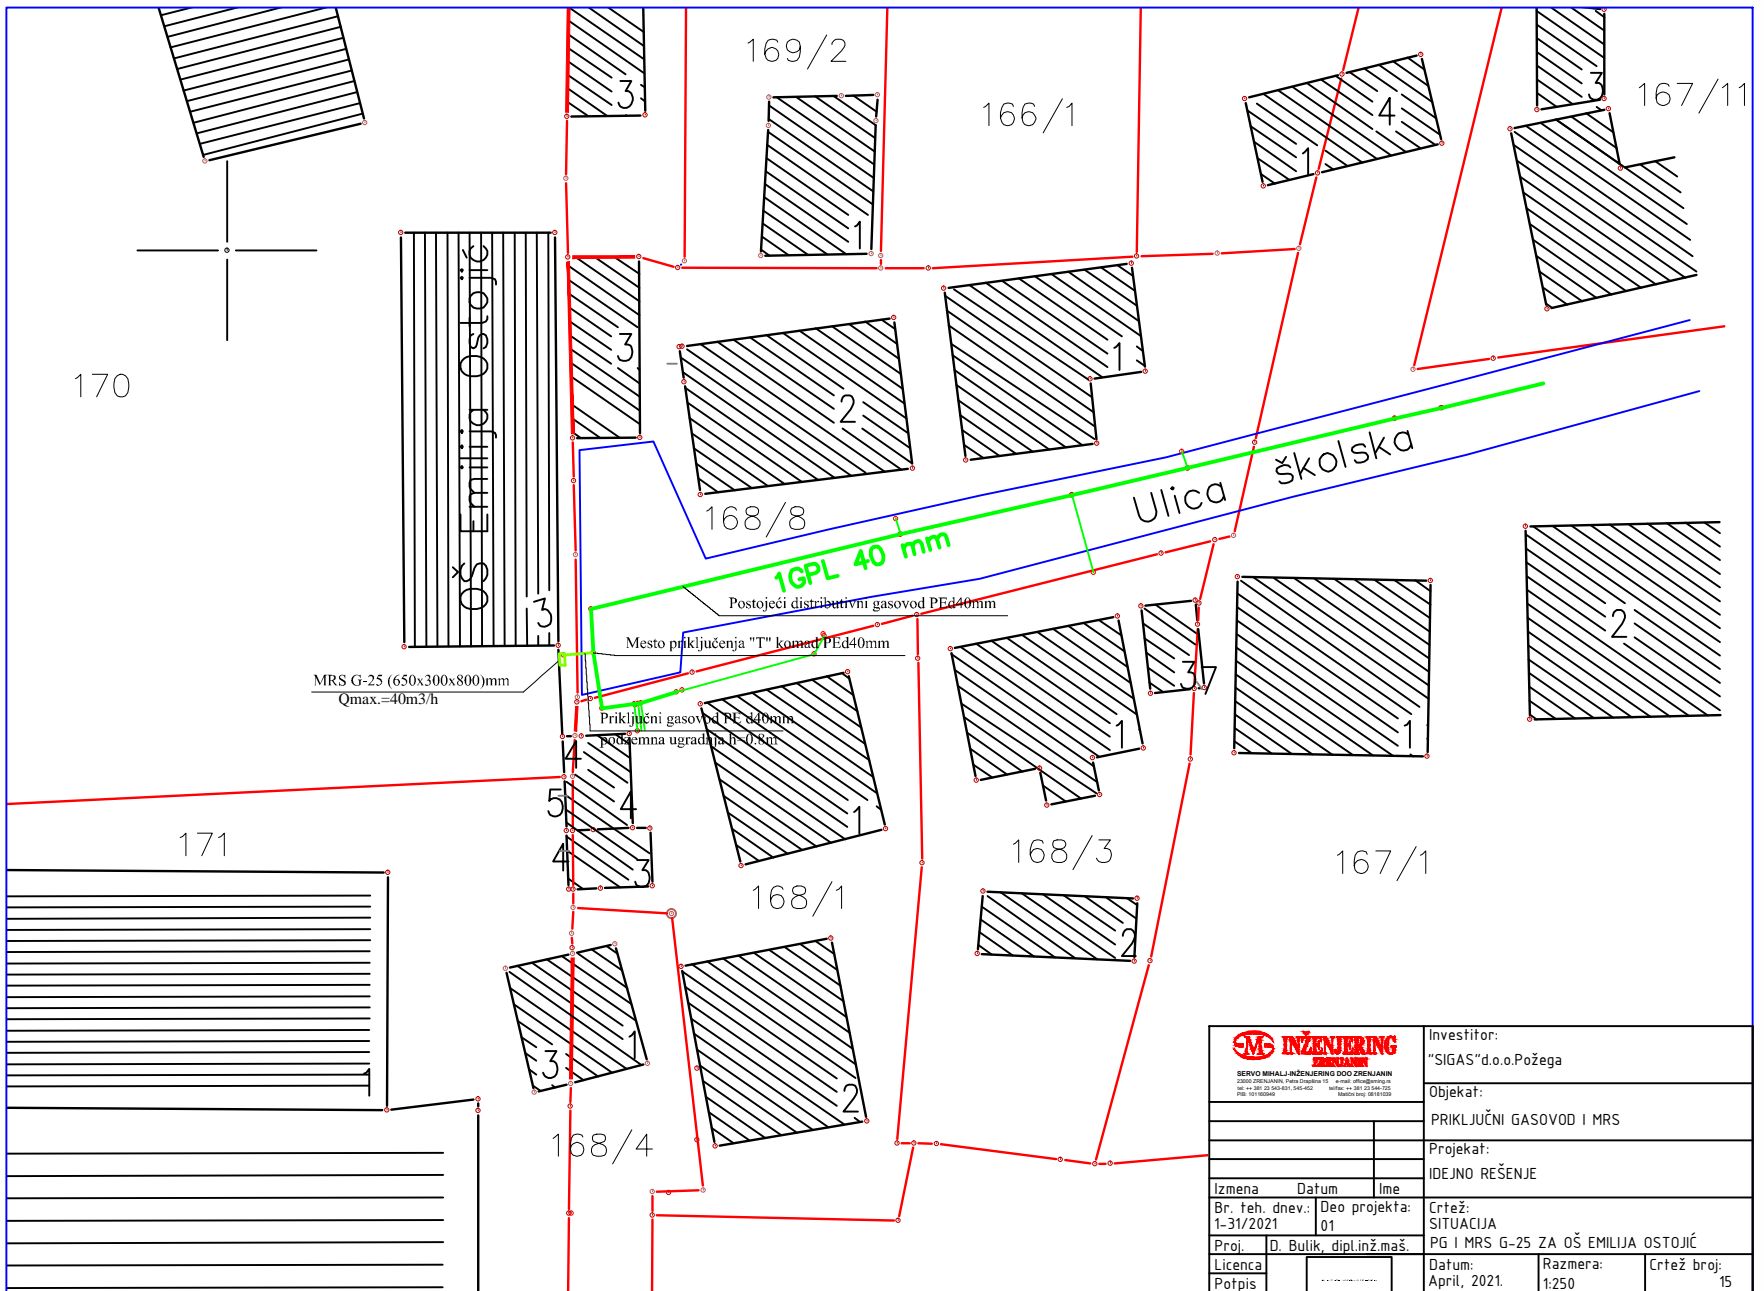 169/2
166/1
167/11
3
3
4
1
1
OŠ Emilija Ostojić
3
1
2
170
Ulica školska
168/8
1GPL 40 mm
Postojeći distributivni gasovod PEd40mm
Mesto priključenja "T" komad PEd40mm
MRS G-25 (650x300x800)mm
Qmax.=40m3/h
Priključni gasovod PE d40mm
podzemna ugradnja h=0.8m
3
2
37
1
1
4
5
4
1
4
3
171
168/3
167/1
168/1
2
1
3
1
2
168/4
-M- INŽENJERING
ZRENJANIN
SERVO MIHALJ-INŽENJERING DOO ZRENJANIN
Investitor:
"SIGAS"d.o.o.Požega
Objekat:
PRIKLJUČNI GASOVOD I MRS
Projekat:
IDEJNO REŠENJE
Izmena Datum Ime
Br. teh. dnev.: Deo projekta:
1-31/2021 01
Crtež:
SITUACIJA
PG I MRS G-25 ZA OŠ EMILIJA OSTOJIĆ
Proj. D. Bulik, dipl.inž.maš.
Licenca
Potpis
Datum: Razmera: Crtež broj:
April, 2021. 1:250 15